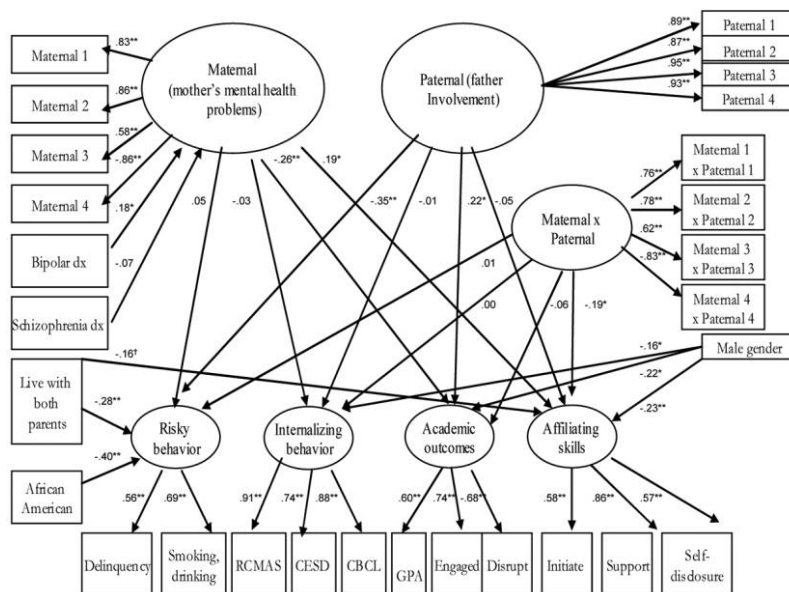 .83**
Maternal 1
.86**
Maternal 2
.58**
Maternal 3
-.86**
Maternal 4
.18*
Bipolar dx
-.07
Schizophrenia dx
Maternal
(mother's mental health
problems)
Paternal (father
Involvement)
.89**
Paternal 1
.87**
Paternal 2
.95**
Paternal 3
.93**
Paternal 4
.05
-.03
-.26**
.19*
-.35**
-.01
.22*
-.05
Maternal x
Paternal
.76**
Maternal 1
x Paternal 1
.78**
Maternal 2
x Paternal 2
.62**
Maternal 3
x Paternal 3
-.83**
Maternal 4
x Paternal 4
.01
.00
-.06
-.19*
Male gender
-.16*
-.22*
-.23**
-.16†
Live with
both
parents
-.28**
African
American
-.40**
Risky
behavior
Internalizing
behavior
Academic
outcomes
Affiliating
skills
.56**
.69**
.91**
.74**
.88**
.60**
.74**
-.68**
.58**
.86**
.57**
Delinquency
Smoking,
drinking
RCMAS
CESD
CBCL
GPA
Engaged
Disrupt
Initiate
Support
Self-
disclosure